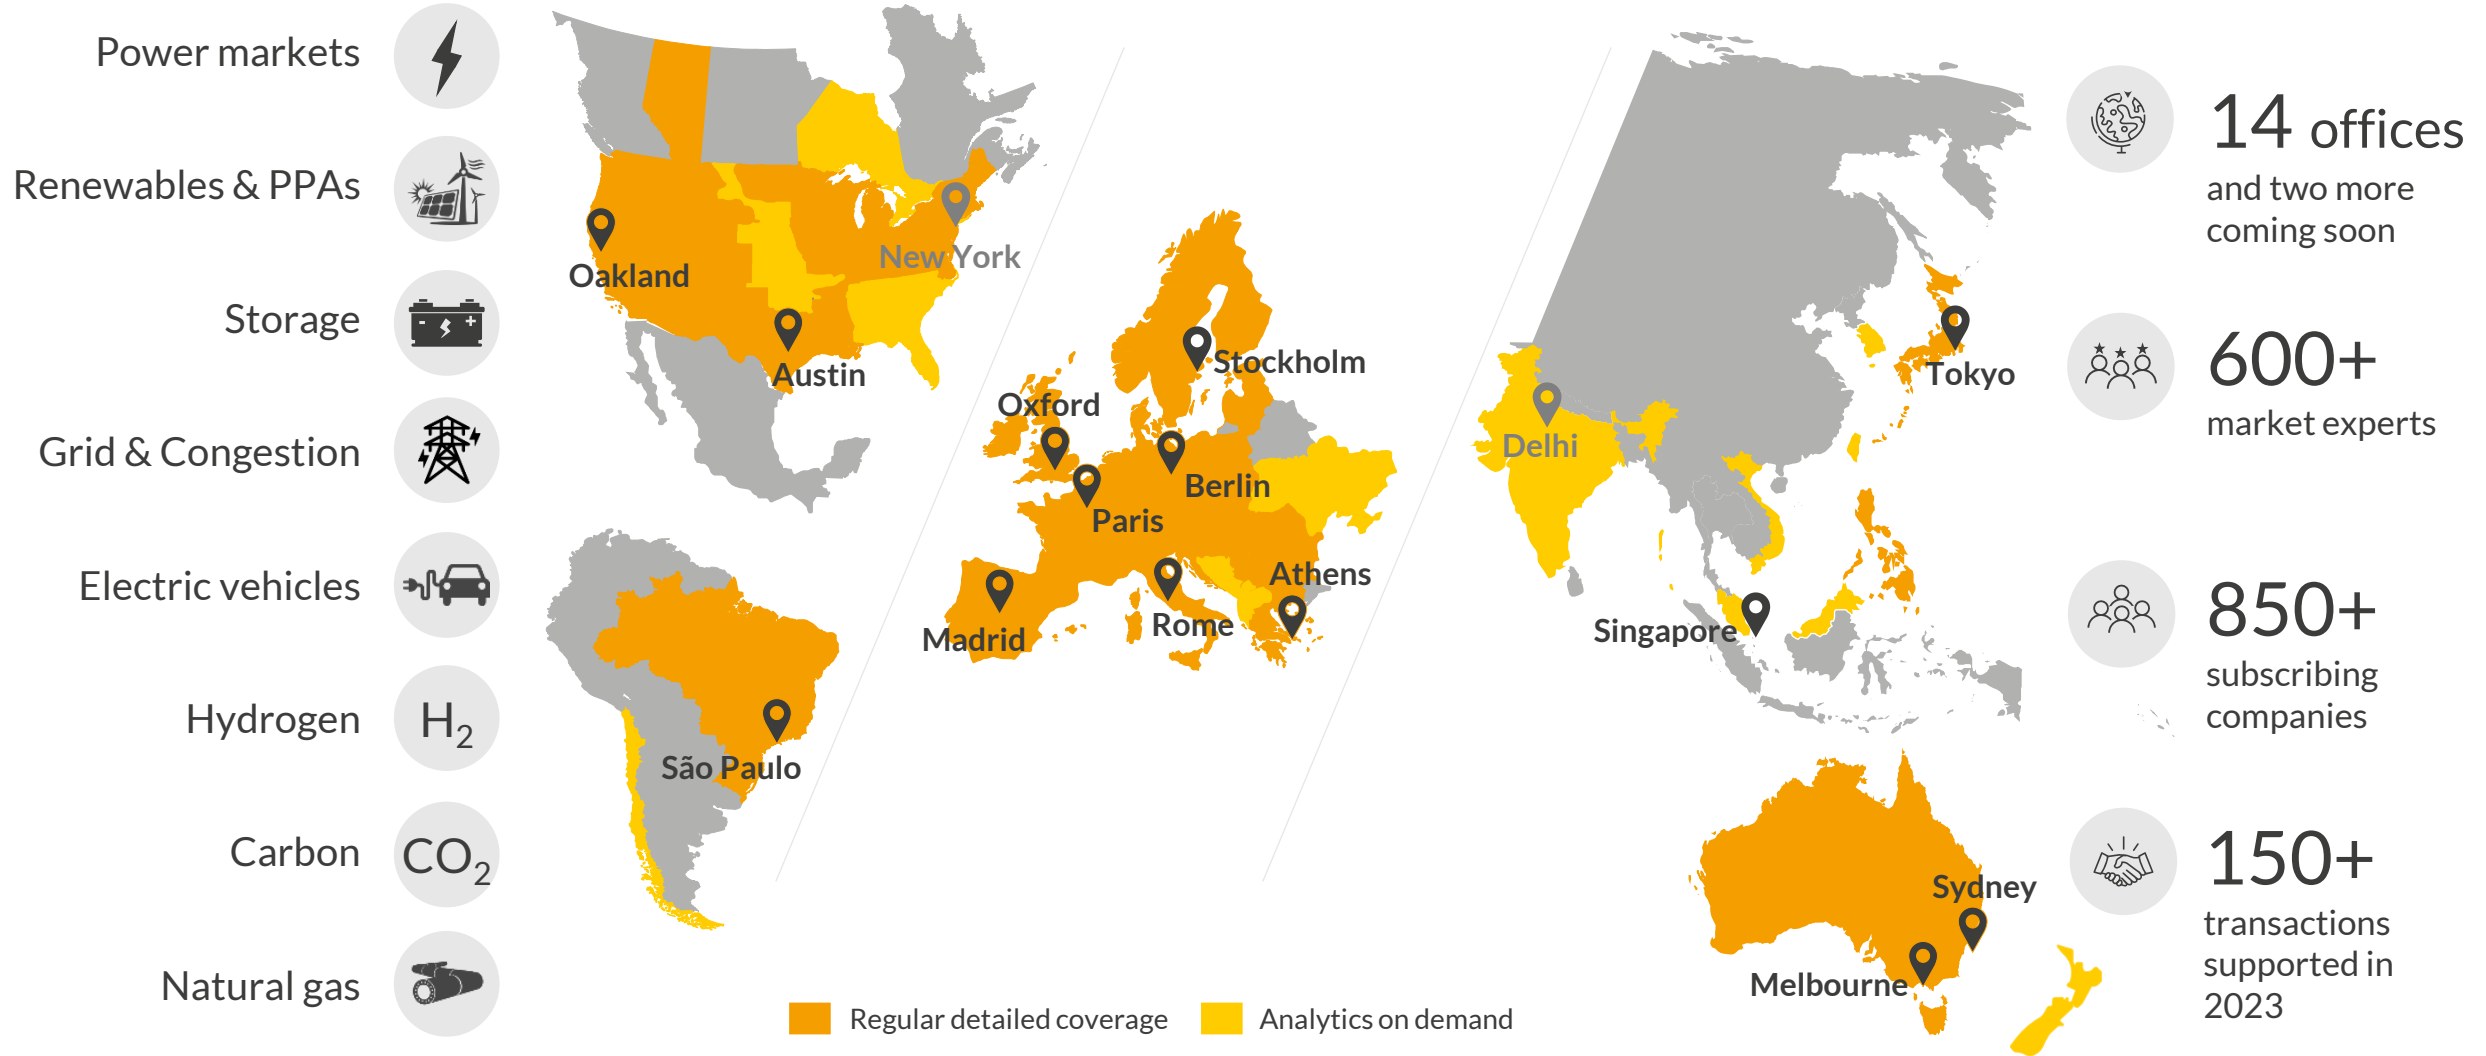 Power markets
Renewables & PPAs
Storage
Grid & Congestion
Electric vehicles
Hydrogen
H2
Carbon
CO2
Natural gas
Oakland
New York
Austin
São Paulo
Stockholm
Oxford
Berlin
Paris
Athens
Rome
Madrid
Tokyo
Delhi
Singapore
Sydney
Melbourne
Regular detailed coverage
Analytics on demand
14 offices
and two more
coming soon
600+
market experts
850+
subscribing
companies
150+
transactions
supported in
2023